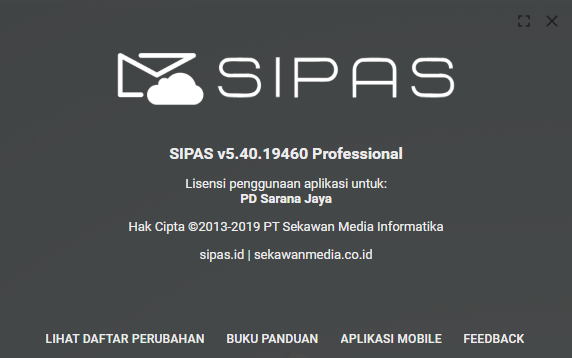 SIPAS
SIPAS v5.40.19460 Professional
Lisensi penggunaan aplikasi untuk:
PD Sarana Jaya
Hak Cipta ©2013-2019 PT Sekawan Media Informatika
sipas.id | sekawanmedia.co.id
LIHAT DAFTAR PERUBAHAN BUKU PANDUAN APLIKASI MOBILE FEEDBACK